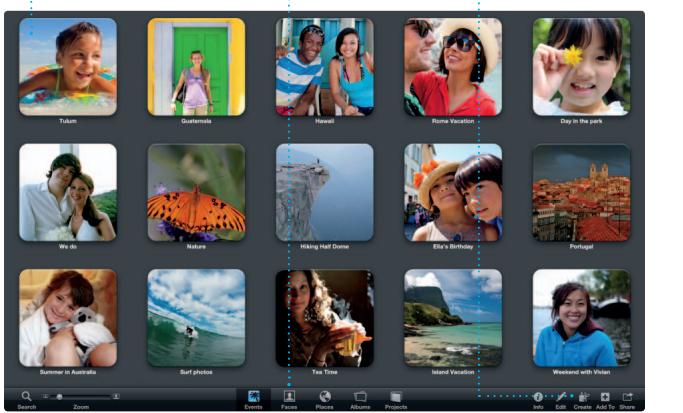 Tulum
Guatemala
Hawaii
Rome Vacation
Day in the park
We do
Nature
Hiking Half Dome
Ella's Birthday
Portugal
Summer in Australia
Surf photos
Tea Time
Island Vacation
Weekend with Vivian
Search
Zoom
Events
Faces
Places
Albums
Projects
Info
Edit
Create
Add To
Share